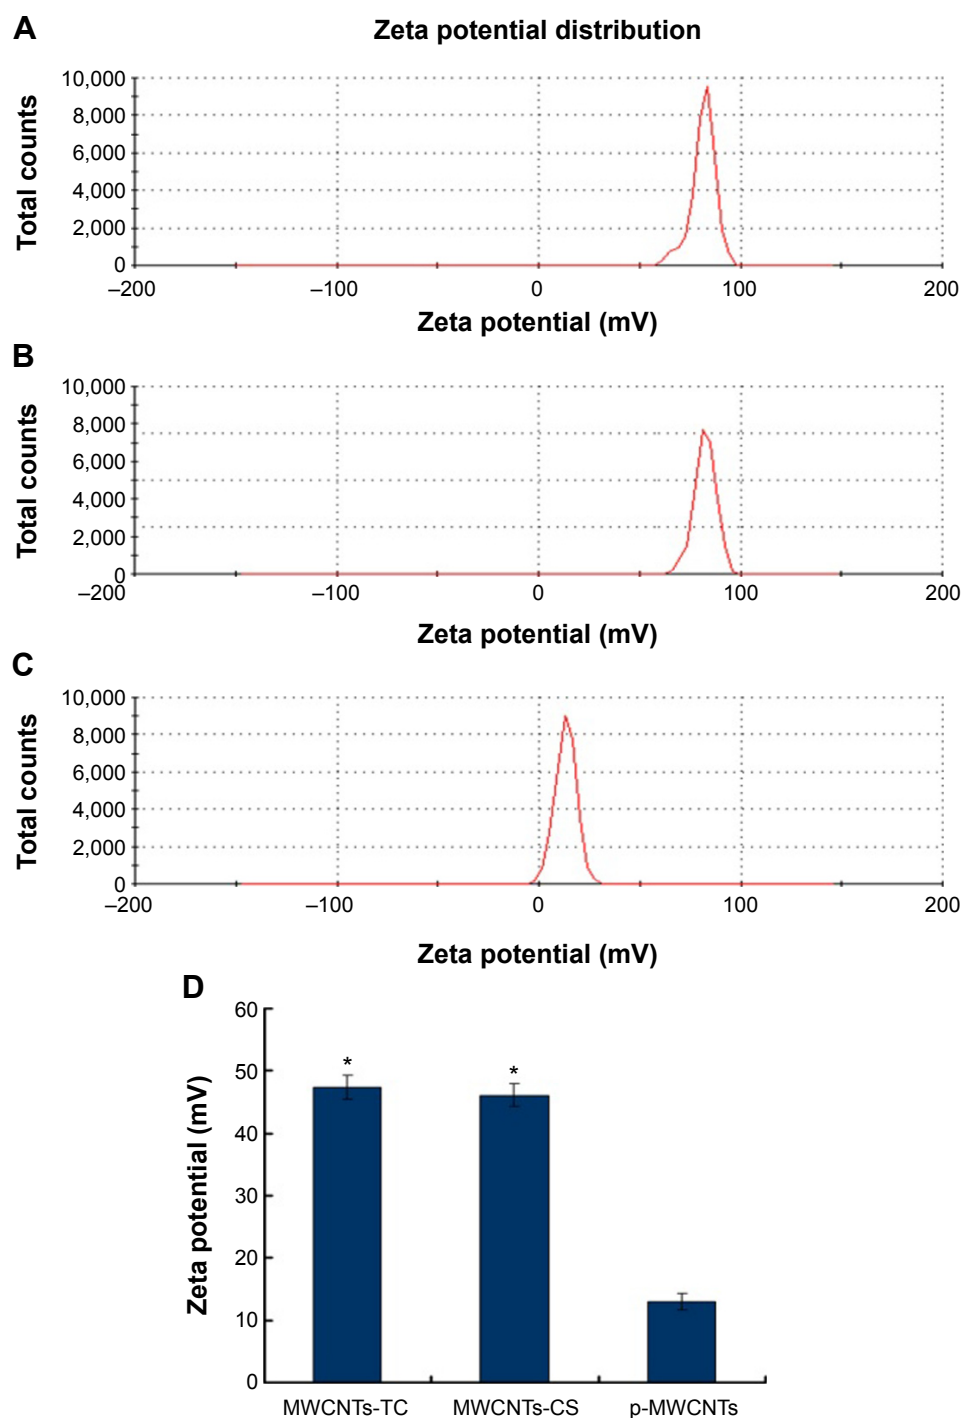 A
Zeta potential distribution
Total counts
10,000
8,000
6,000
4,000
2,000
0
–200 –100 0 100 200
Zeta potential (mV)
B
Total counts
10,000
8,000
6,000
4,000
2,000
0
–200 –100 0 100 200
Zeta potential (mV)
C
Total counts
10,000
8,000
6,000
4,000
2,000
0
–200 –100 0 100 200
Zeta potential (mV)
D
Zeta potential (mV)
60
50
40
30
20
10
0
* *
MWCNTs-TC MWCNTs-CS p-MWCNTs